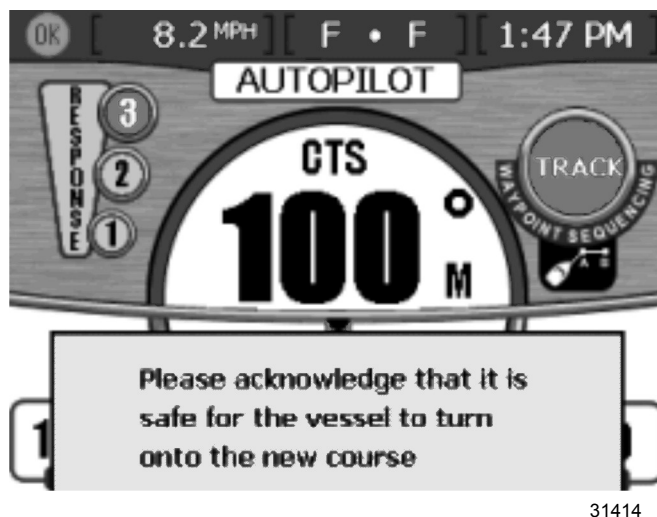 OK [ 8.2 MPH ] [ F • F ] [ 1:47 PM ]
AUTOPILOT
RESPONSE
3
2
1
CTS
100° M
TRACK
WAYPOINT SEQUENCING
A B
Please acknowledge that it is
safe for the vessel to turn
onto the new course
31414